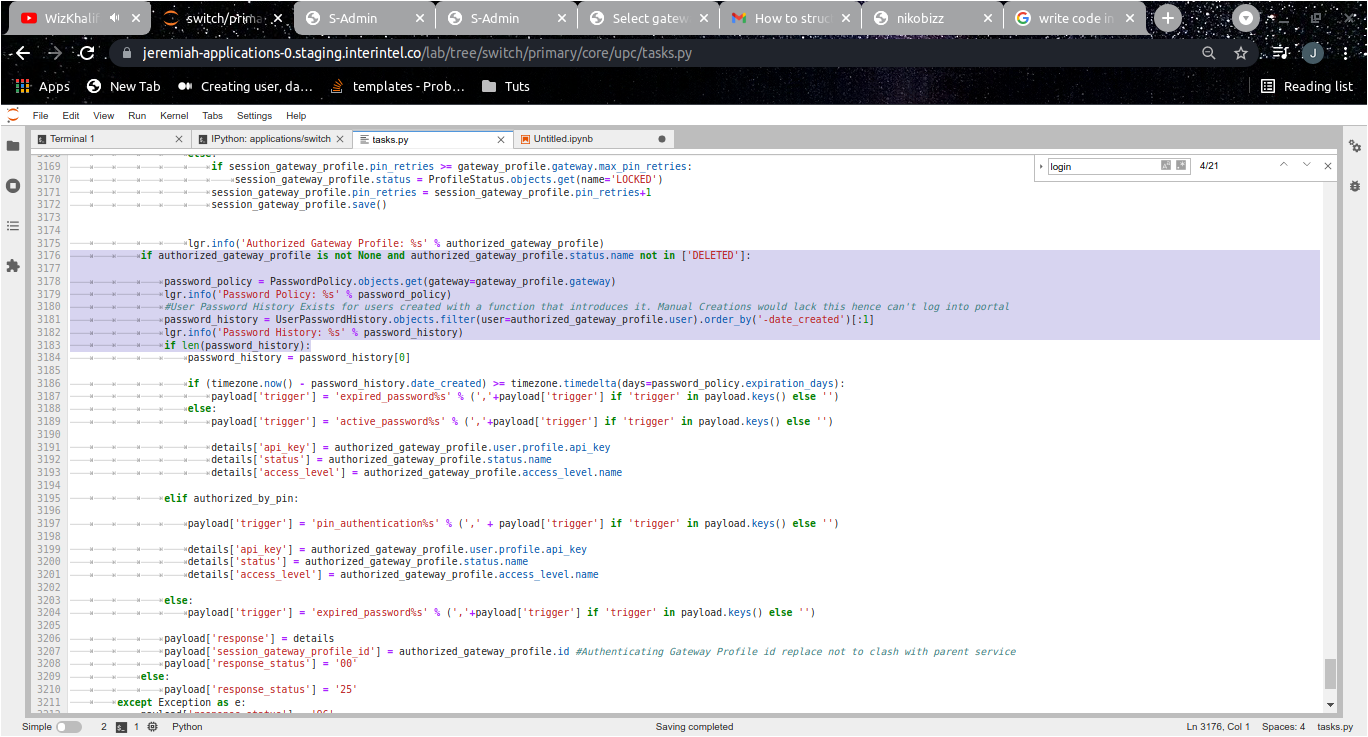 WizKhalif
switch/prima
S-Admin
S-Admin
Select gatew
How to struc
nikobizz
write code in
jeremiah-applications-0.staging.interintel.co/lab/tree/switch/primary/core/upc/tasks.py
J
Apps
New Tab
Creating user, da…
templates - Prob…
Tuts
Reading list
File Edit View Run Kernel Tabs Settings Help
Terminal 1
IPython: applications/switch
tasks.py
Untitled.ipynb
login
4/21
else:
3169 if session_gateway_profile.pin_retries >= gateway_profile.gateway.max_pin_retries:
3170 session_gateway_profile.status = ProfileStatus.objects.get(name='LOCKED')
3171 session_gateway_profile.pin_retries = session_gateway_profile.pin_retries+1
3172 session_gateway_profile.save()
3173
3174
3175 lgr.info('Authorized Gateway Profile: %s' % authorized_gateway_profile)
3176 if authorized_gateway_profile is not None and authorized_gateway_profile.status.name not in ['DELETED']:
3177
3178 password_policy = PasswordPolicy.objects.get(gateway=gateway_profile.gateway)
3179 lgr.info('Password Policy: %s' % password_policy)
3180 #User Password History Exists for users created with a function that introduces it. Manual Creations would lack this hence can't log into portal
3181 password_history = UserPasswordHistory.objects.filter(user=authorized_gateway_profile.user).order_by('-date_created')[:1]
3182 lgr.info('Password History: %s' % password_history)
3183 if len(password_history):
3184 password_history = password_history[0]
3185
3186 if (timezone.now() - password_history.date_created) >= timezone.timedelta(days=password_policy.expiration_days):
3187 payload['trigger'] = 'expired_password%s' % (','+payload['trigger'] if 'trigger' in payload.keys() else '')
3188 else:
3189 payload['trigger'] = 'active_password%s' % (','+payload['trigger'] if 'trigger' in payload.keys() else '')
3190
3191 details['api_key'] = authorized_gateway_profile.user.profile.api_key
3192 details['status'] = authorized_gateway_profile.status.name
3193 details['access_level'] = authorized_gateway_profile.access_level.name
3194
3195 elif authorized_by_pin:
3196
3197 payload['trigger'] = 'pin_authentication%s' % (',' + payload['trigger'] if 'trigger' in payload.keys() else '')
3198
3199 details['api_key'] = authorized_gateway_profile.user.profile.api_key
3200 details['status'] = authorized_gateway_profile.status.name
3201 details['access_level'] = authorized_gateway_profile.access_level.name
3202
3203 else:
3204 payload['trigger'] = 'expired_password%s' % (','+payload['trigger'] if 'trigger' in payload.keys() else '')
3205
3206 payload['response'] = details
3207 payload['session_gateway_profile_id'] = authorized_gateway_profile.id #Authenticating Gateway Profile id replace not to clash with parent service
3208 payload['response_status'] = '00'
3209 else:
3210 payload['response_status'] = '25'
3211 except Exception as e:
Simple
2
1
Python
Saving completed
Ln 3176, Col 1
Spaces: 4
tasks.py